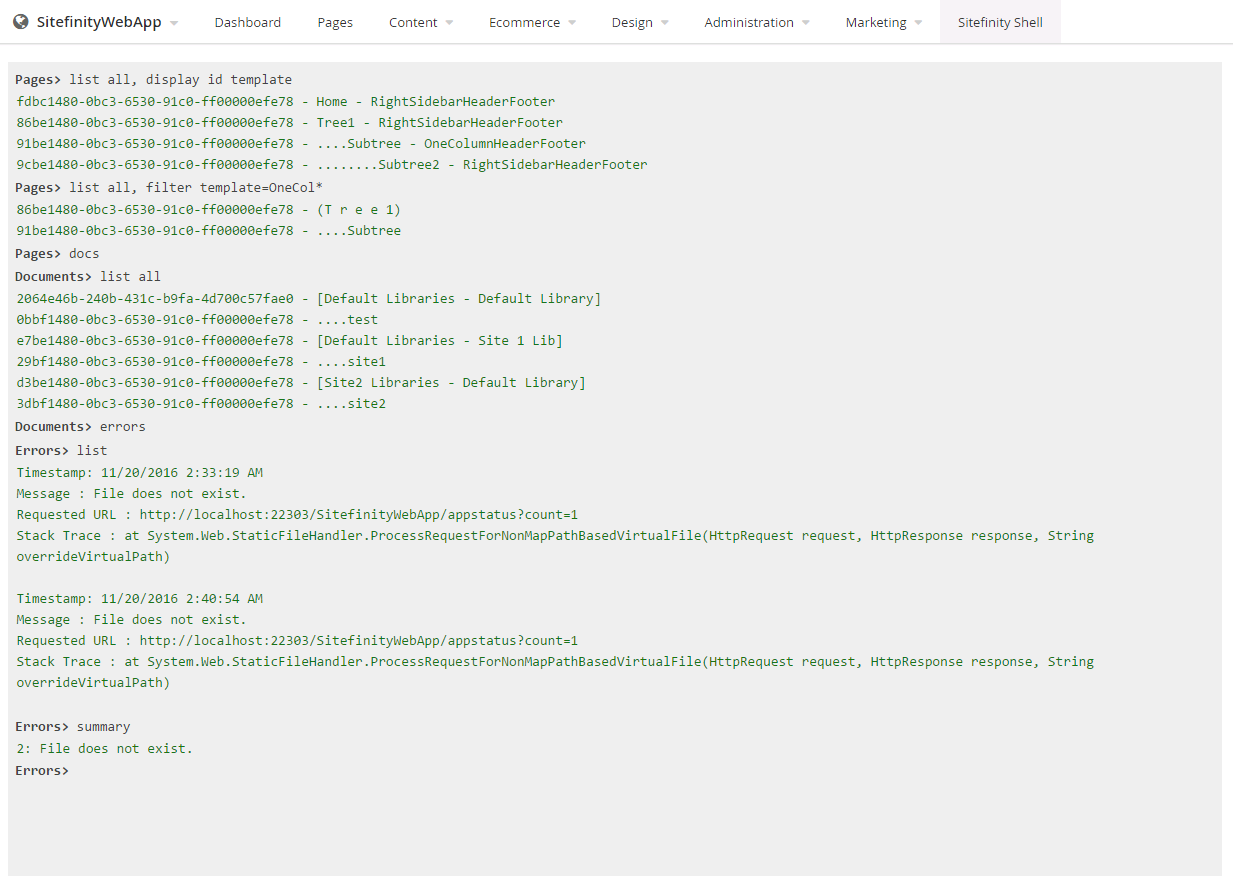 SitefinityWebApp Dashboard Pages Content Ecommerce Design Administration Marketing Sitefinity Shell
Pages> list all, display id template
fdbc1480-0bc3-6530-91c0-ff00000efe78 - Home - RightSidebarHeaderFooter
86be1480-0bc3-6530-91c0-ff00000efe78 - Tree1 - RightSidebarHeaderFooter
91be1480-0bc3-6530-91c0-ff00000efe78 - ....Subtree - OneColumnHeaderFooter
9cbe1480-0bc3-6530-91c0-ff00000efe78 - ........Subtree2 - RightSidebarHeaderFooter
Pages> list all, filter template=OneCol*
86be1480-0bc3-6530-91c0-ff00000efe78 - (T r e e 1)
91be1480-0bc3-6530-91c0-ff00000efe78 - ....Subtree
Pages> docs
Documents> list all
2064e46b-240b-431c-b9fa-4d700c57fae0 - [Default Libraries - Default Library]
0bbf1480-0bc3-6530-91c0-ff00000efe78 - ....test
e7be1480-0bc3-6530-91c0-ff00000efe78 - [Default Libraries - Site 1 Lib]
29bf1480-0bc3-6530-91c0-ff00000efe78 - ....site1
d3be1480-0bc3-6530-91c0-ff00000efe78 - [Site2 Libraries - Default Library]
3dbf1480-0bc3-6530-91c0-ff00000efe78 - ....site2
Documents> errors
Errors> list
Timestamp: 11/20/2016 2:33:19 AM
Message : File does not exist.
Requested URL : http://localhost:22303/SitefinityWebApp/appstatus?count=1
Stack Trace : at System.Web.StaticFileHandler.ProcessRequestForNonMapPathBasedVirtualFile(HttpRequest request, HttpResponse response, String
overrideVirtualPath)
Timestamp: 11/20/2016 2:40:54 AM
Message : File does not exist.
Requested URL : http://localhost:22303/SitefinityWebApp/appstatus?count=1
Stack Trace : at System.Web.StaticFileHandler.ProcessRequestForNonMapPathBasedVirtualFile(HttpRequest request, HttpResponse response, String
overrideVirtualPath)
Errors> summary
2: File does not exist.
Errors>